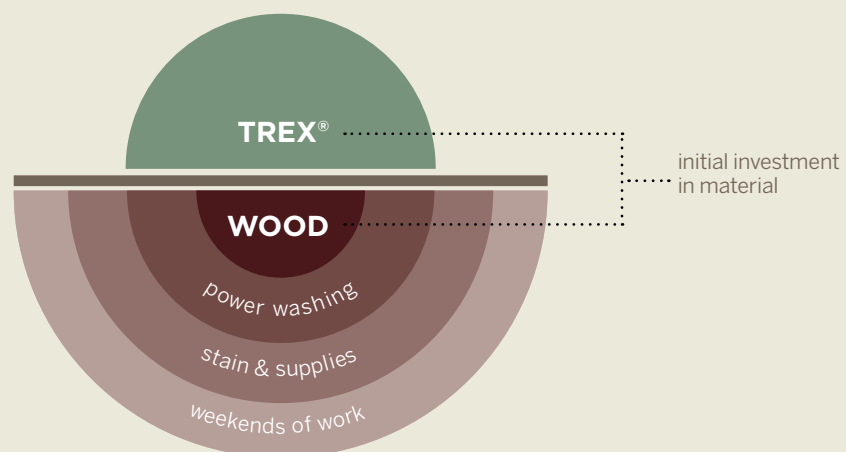 TREX®
initial investment
in material
WOOD
power washing
stain & supplies
weekends of work